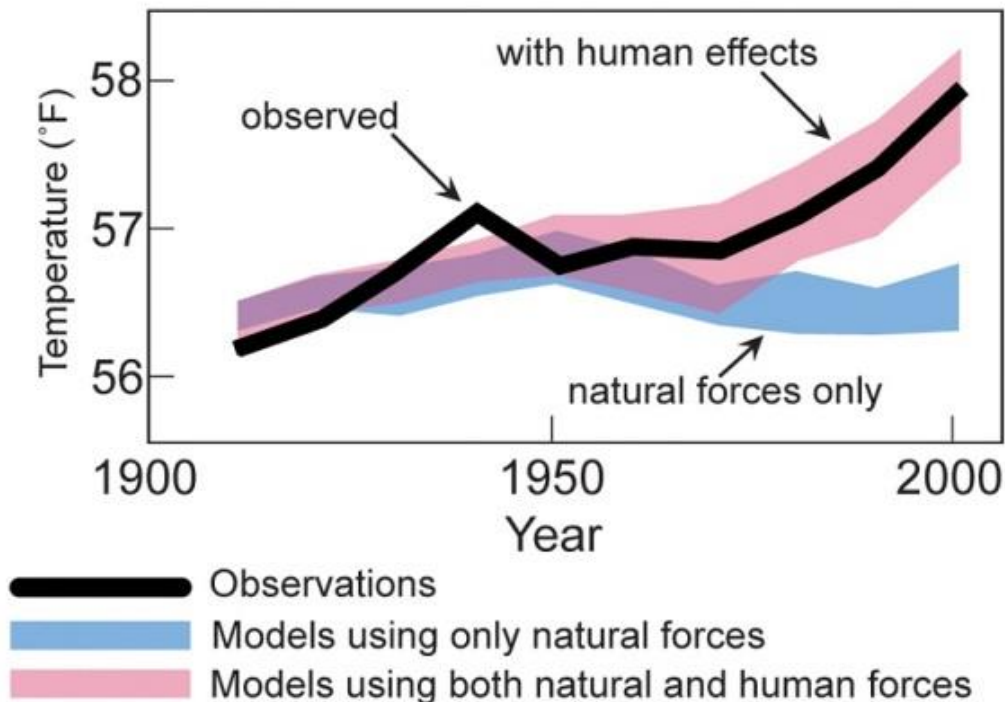 with human effects
58
observed
Temperature (°F)
57
56
natural forces only
1900
1950
2000
Year
Observations
Models using only natural forces
Models using both natural and human forces